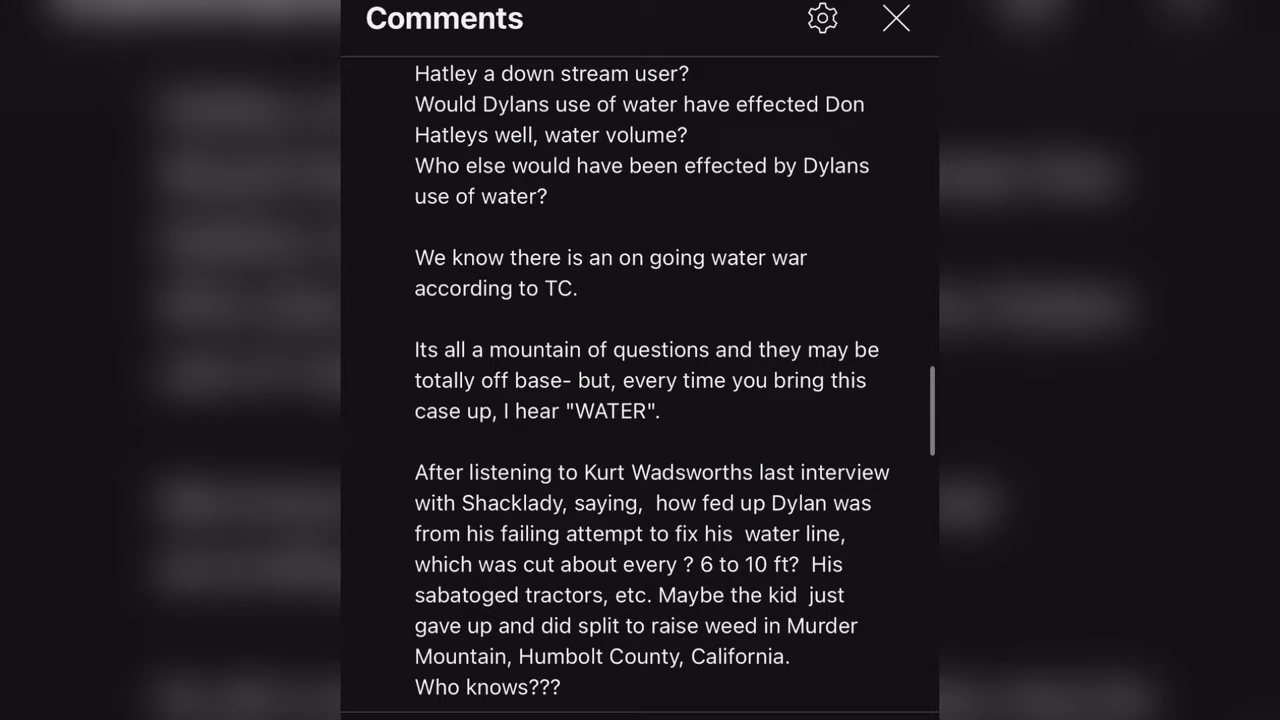 Comments
Hatley a down stream user?
Would Dylans use of water have effected Don
Hatleys well, water volume?
Who else would have been effected by Dylans
use of water?
We know there is an on going water war
according to TC.
Its all a mountain of questions and they may be
totally off base- but, every time you bring this
case up, I hear "WATER".
After listening to Kurt Wadsworths last interview
with Shacklady, saying,  how fed up Dylan was
from his failing attempt to fix his  water line,
which was cut about every ? 6 to 10 ft?  His
sabatoged tractors, etc. Maybe the kid  just
gave up and did split to raise weed in Murder
Mountain, Humbolt County, California.
Who knows???